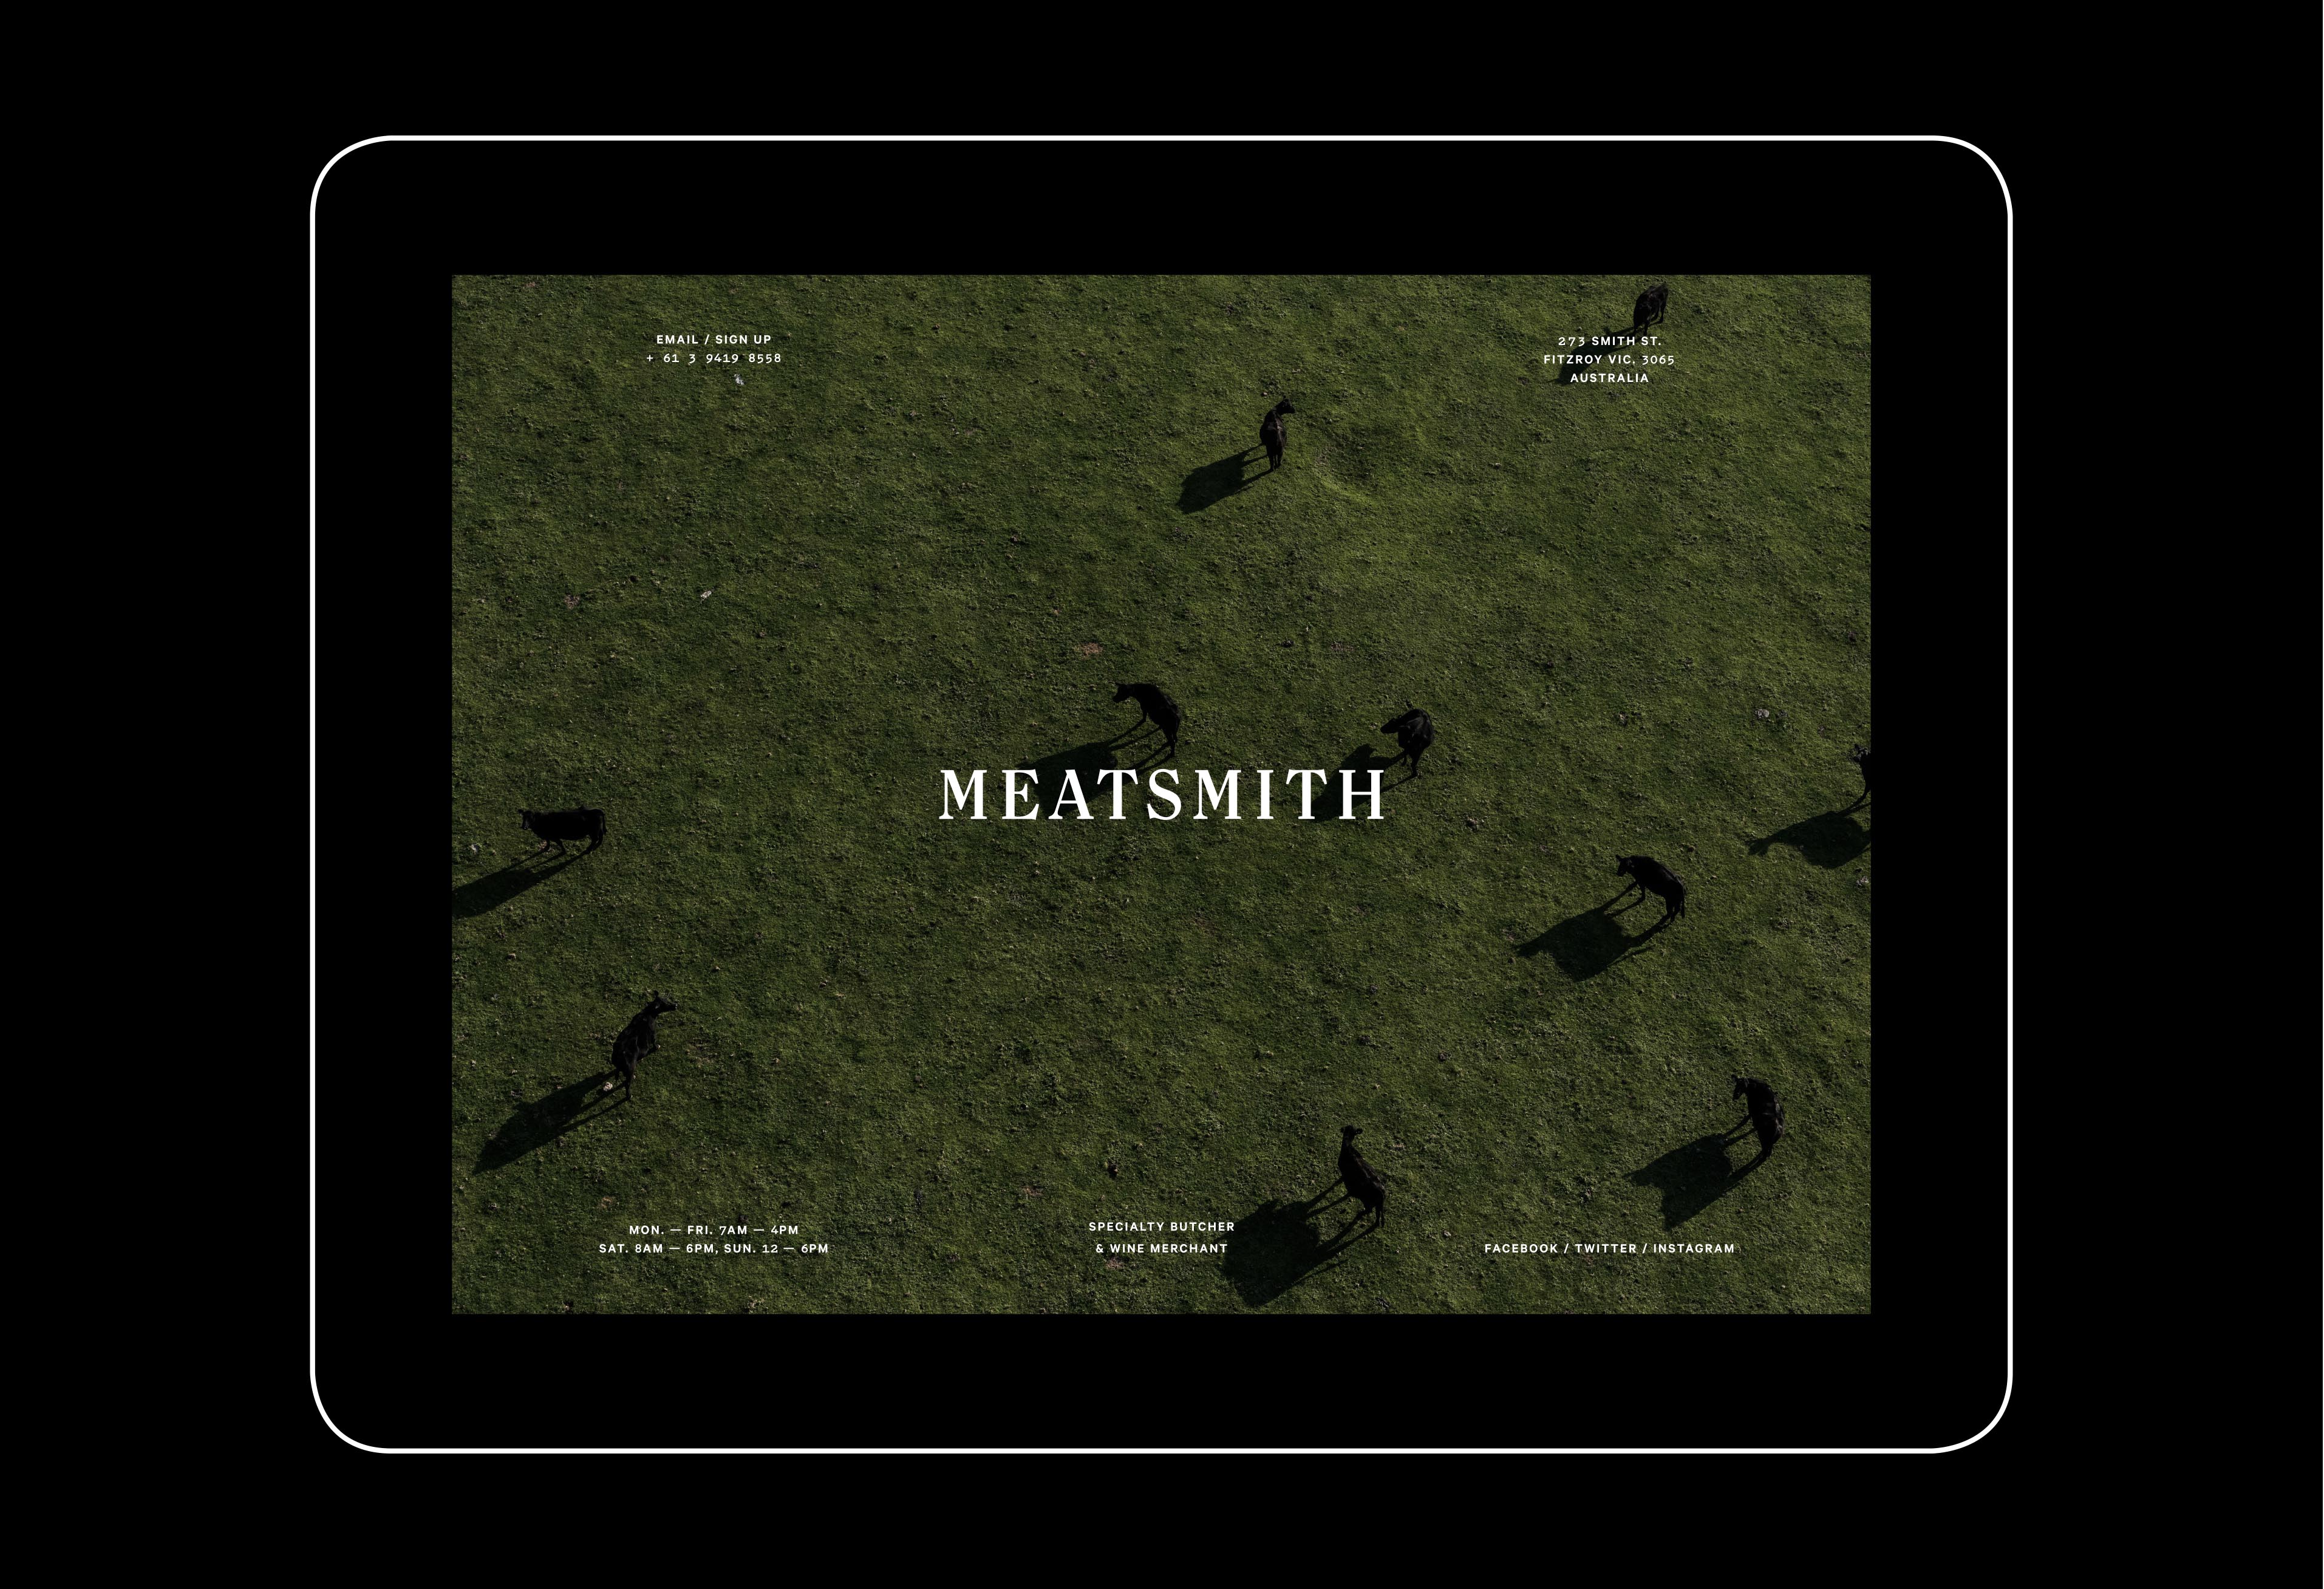 EMAIL / SIGN UP
+ 61 3 9419 8558
273 SMITH ST.
FITZROY VIC, 3065
AUSTRALIA
MEATSMITH
MON. — FRI. 7AM — 4PM
SAT. 8AM — 6PM, SUN. 12 — 6PM
SPECIALTY BUTCHER
& WINE MERCHANT
FACEBOOK / TWITTER / INSTAGRAM